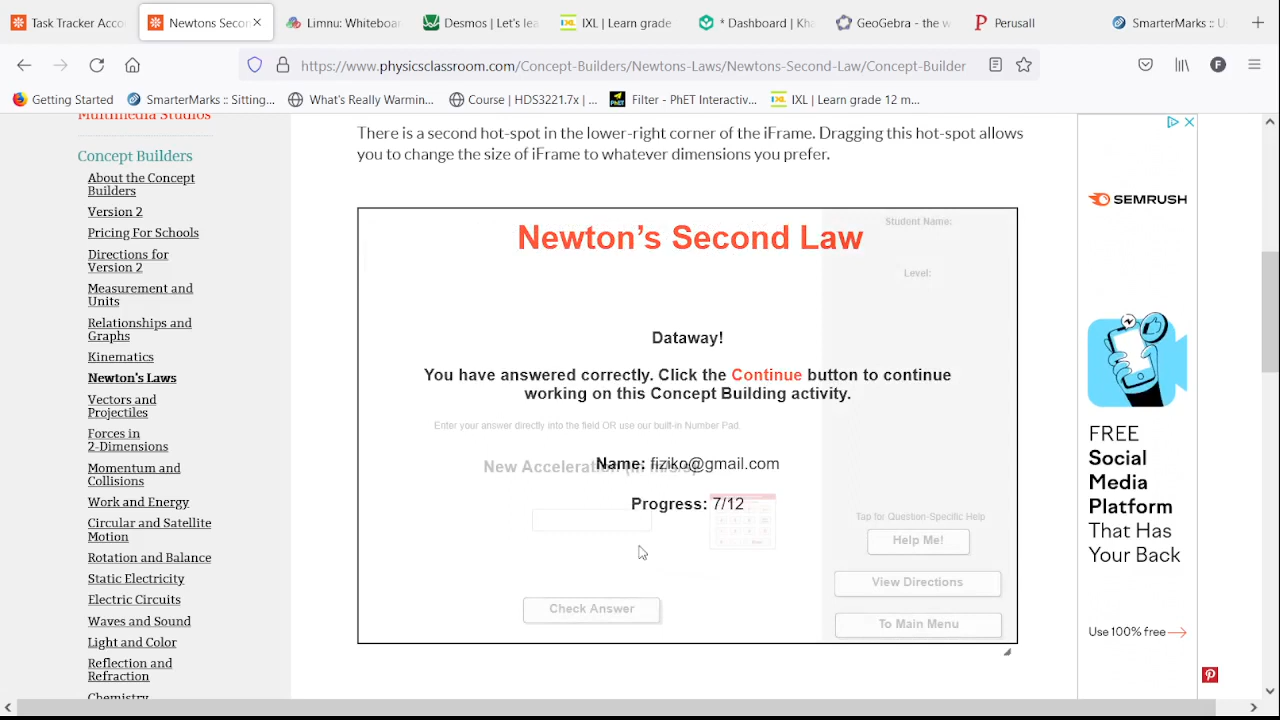 Task Tracker Acco
Newtons Secon
Limnu: Whiteboar
Desmos | Let's lea
IXL | Learn grade
* Dashboard | Kha
GeoGebra - the w
Perusall
SmarterMarks :: U
https://www.physicsclassroom.com/Concept-Builders/Newtons-Laws/Newtons-Second-Law/Concept-Builder
Getting Started
SmarterMarks :: Sitting...
What's Really Warmin...
Course | HDS3221.7x | ...
Filter - PhET Interactiv...
IXL | Learn grade 12 m...
Multimedia Studios
Concept Builders
About the Concept
Builders
Version 2
Pricing For Schools
Directions for
Version 2
Measurement and
Units
Relationships and
Graphs
Kinematics
Newton's Laws
Vectors and
Projectiles
Forces in
2-Dimensions
Momentum and
Collisions
Work and Energy
Circular and Satellite
Motion
Rotation and Balance
Static Electricity
Electric Circuits
Waves and Sound
Light and Color
Reflection and
Refraction
Chemistry
There is a second hot-spot in the lower-right corner of the iFrame. Dragging this hot-spot allows
you to change the size of iFrame to whatever dimensions you prefer.
Newton's Second Law
Dataway!
You have answered correctly. Click the Continue button to continue
working on this Concept Building activity.
Enter your answer directly into the field OR use our built-in Number Pad.
New Acceleration (in m/s/s)
Name: fiziko@gmail.com
Progress: 7/12
Check Answer
Student Name:
Level:
Tap for Question-Specific Help
Help Me!
View Directions
To Main Menu
SEMRUSH
FREE
Social
Media
Platform
That Has
Your Back
Use 100% free